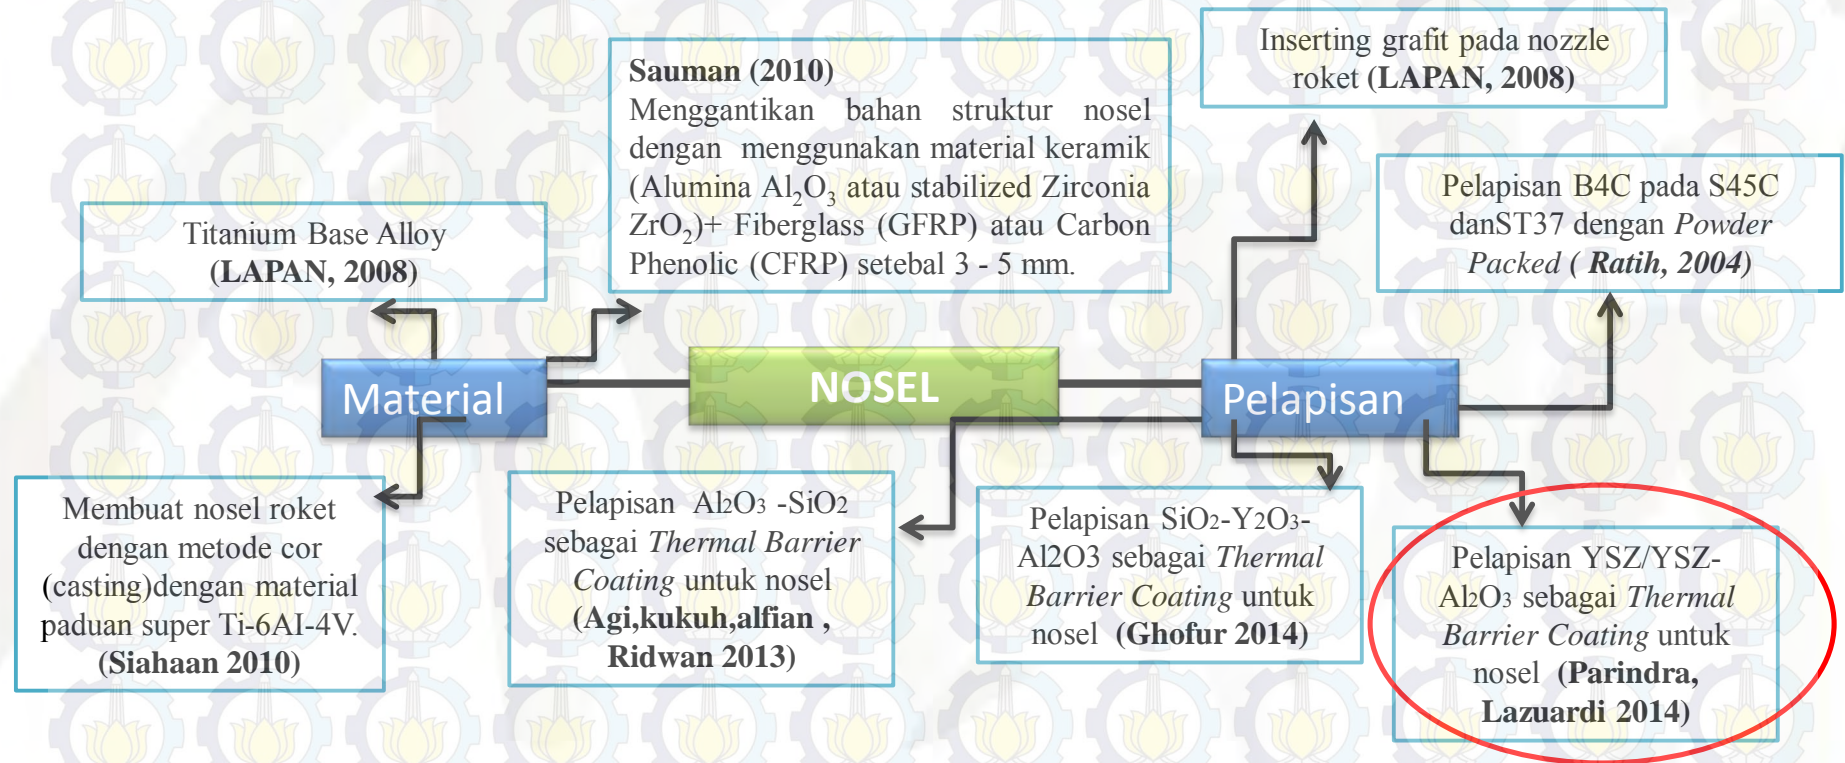 Inserting grafit pada nozzle
roket (LAPAN, 2008)
Sauman (2010)
Menggantikan bahan struktur nosel
dengan menggunakan material keramik
(Alumina Al₂O₃ atau stabilized Zirconia
ZrO₂)+ Fiberglass (GFRP) atau Carbon
Phenolic (CFRP) setebal 3 - 5 mm.
Pelapisan B4C pada S45C
danST37 dengan Powder
Packed ( Ratih, 2004)
Titanium Base Alloy
(LAPAN, 2008)
Material
NOSEL
Pelapisan
Membuat nosel roket
dengan metode cor
(casting)dengan material
paduan super Ti-6AI-4V.
(Siahaan 2010)
Pelapisan Al2O3 -SiO2
sebagai Thermal Barrier
Coating untuk nosel
(Agi,kukuh,alfian ,
Ridwan 2013)
Pelapisan SiO2-Y2O3-
Al2O3 sebagai Thermal
Barrier Coating untuk
nosel (Ghofur 2014)
Pelapisan YSZ/YSZ-
Al2O3 sebagai Thermal
Barrier Coating untuk
nosel (Parindra,
Lazuardi 2014)